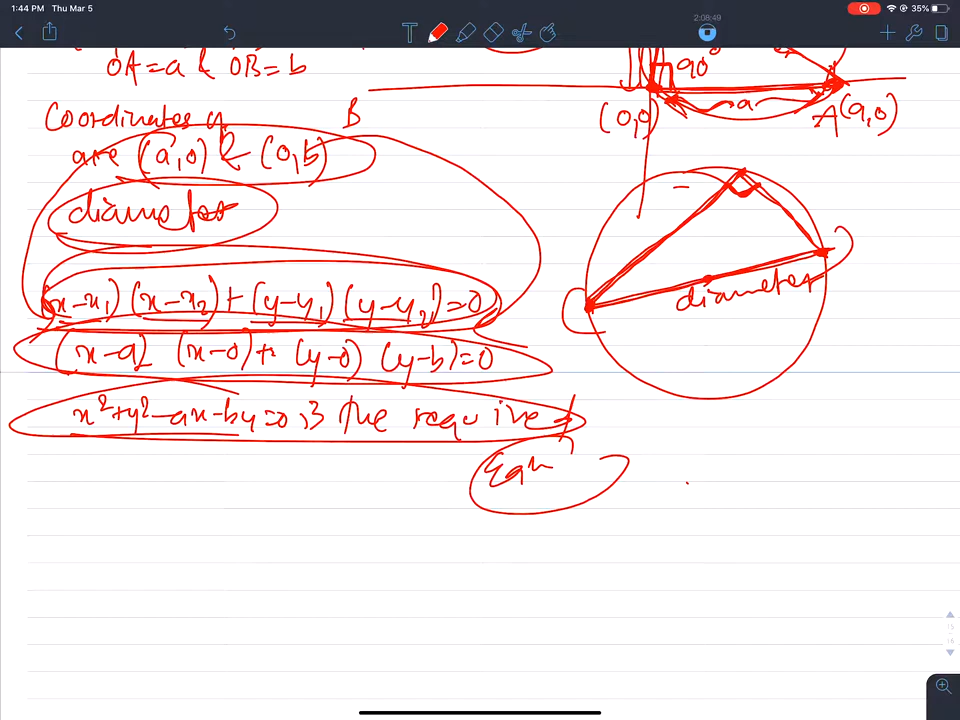 1:44 PM Thu Mar 5
2:08:49
35%
T
OA = a & OB = b
90°
a
(0,0)
A(a,0)
Coordinates of B
are (a,0) & (0,b)
diameter
(x-x₁) (x-x₂) + (y-y₁) (y-y₂) = 0
diameter
(x-a) (x-0) + (y-0) (y-b) = 0
x²+y²-ax-by=0 is the required
Eqn